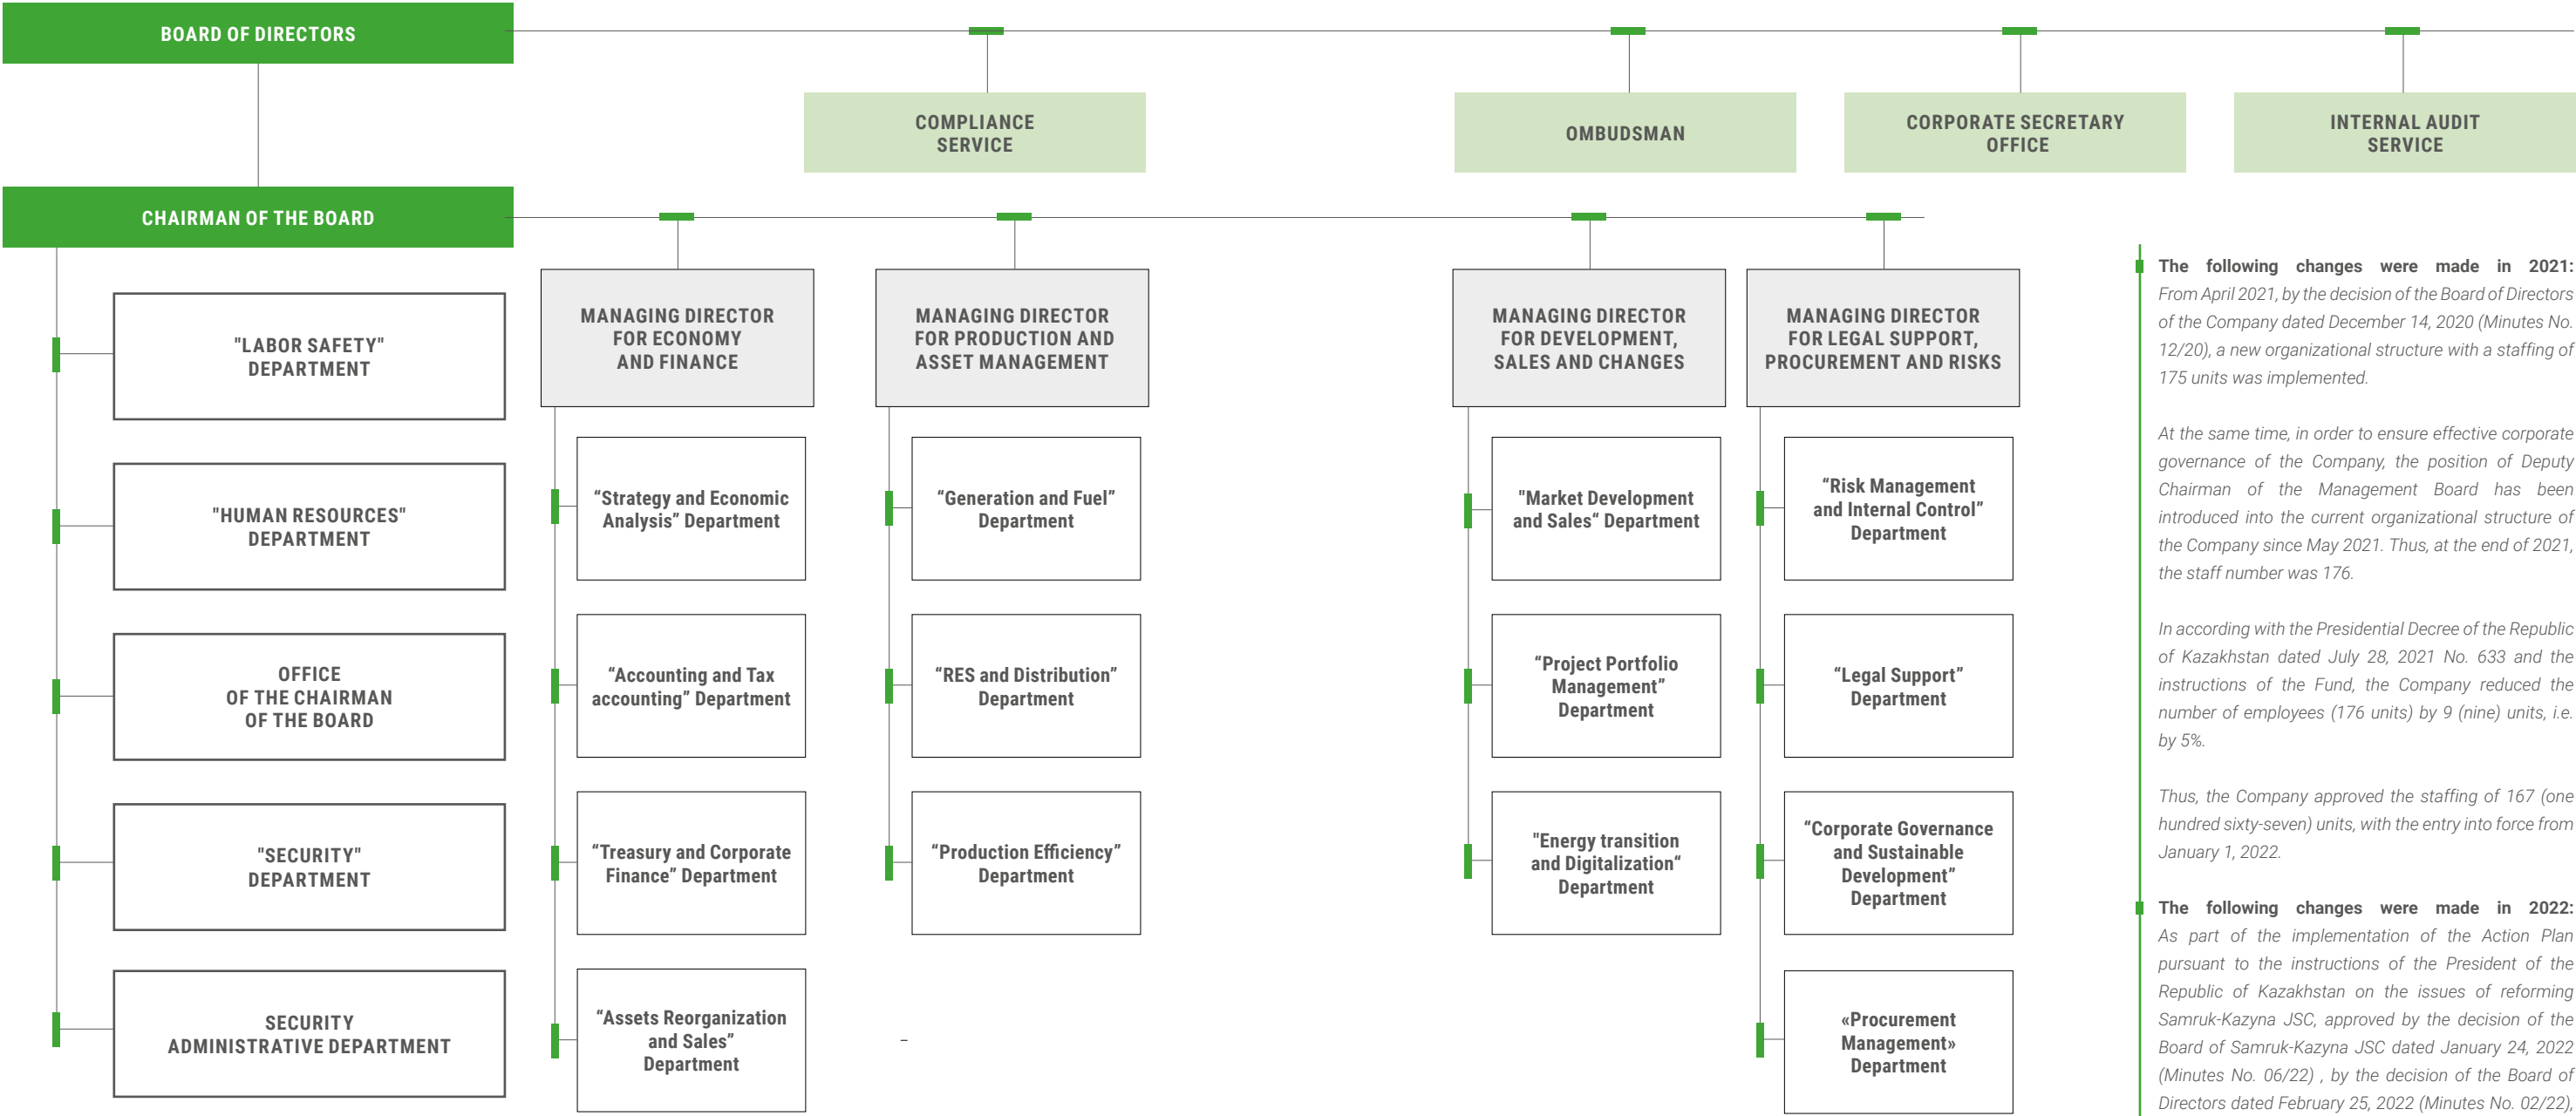 BOARD OF DIRECTORS
COMPLIANCE
SERVICE
OMBUDSMAN
CORPORATE SECRETARY
OFFICE
INTERNAL AUDIT
SERVICE
CHAIRMAN OF THE BOARD
"LABOR SAFETY"
DEPARTMENT
"HUMAN RESOURCES"
DEPARTMENT
OFFICE
OF THE CHAIRMAN
OF THE BOARD
"SECURITY"
DEPARTMENT
SECURITY
ADMINISTRATIVE DEPARTMENT
MANAGING DIRECTOR
FOR ECONOMY
AND FINANCE
“Strategy and Economic
Analysis” Department
“Accounting and Tax
accounting” Department
“Treasury and Corporate
Finance” Department
“Assets Reorganization
and Sales”
Department
MANAGING DIRECTOR
FOR PRODUCTION AND
ASSET MANAGEMENT
“Generation and Fuel”
Department
“RES and Distribution”
Department
“Production Efficiency”
Department
–
MANAGING DIRECTOR
FOR DEVELOPMENT,
SALES AND CHANGES
"Market Development
and Sales“ Department
“Project Portfolio
Management”
Department
"Energy transition
and Digitalization“
Department
MANAGING DIRECTOR
FOR LEGAL SUPPORT,
PROCUREMENT AND RISKS
“Risk Management
and Internal Control”
Department
“Legal Support”
Department
“Corporate Governance
and Sustainable
Development”
Department
«Procurement
Management»
Department
The following changes were made in 2021:
From April 2021, by the decision of the Board of Directors
of the Company dated December 14, 2020 (Minutes No.
12/20), a new organizational structure with a staffing of
175 units was implemented.
At the same time, in order to ensure effective corporate
governance of the Company, the position of Deputy
Chairman of the Management Board has been
introduced into the current organizational structure of
the Company since May 2021. Thus, at the end of 2021,
the staff number was 176.
In according with the Presidential Decree of the Republic
of Kazakhstan dated July 28, 2021 No. 633 and the
instructions of the Fund, the Company reduced the
number of employees (176 units) by 9 (nine) units, i.e.
by 5%.
Thus, the Company approved the staffing of 167 (one
hundred sixty-seven) units, with the entry into force from
January 1, 2022.
The following changes were made in 2022:
As part of the implementation of the Action Plan
pursuant to the instructions of the President of the
Republic of Kazakhstan on the issues of reforming
Samruk-Kazyna JSC, approved by the decision of the
Board of Samruk-Kazyna JSC dated January 24, 2022
(Minutes No. 06/22) , by the decision of the Board of
Directors dated February 25, 2022 (Minutes No. 02/22),